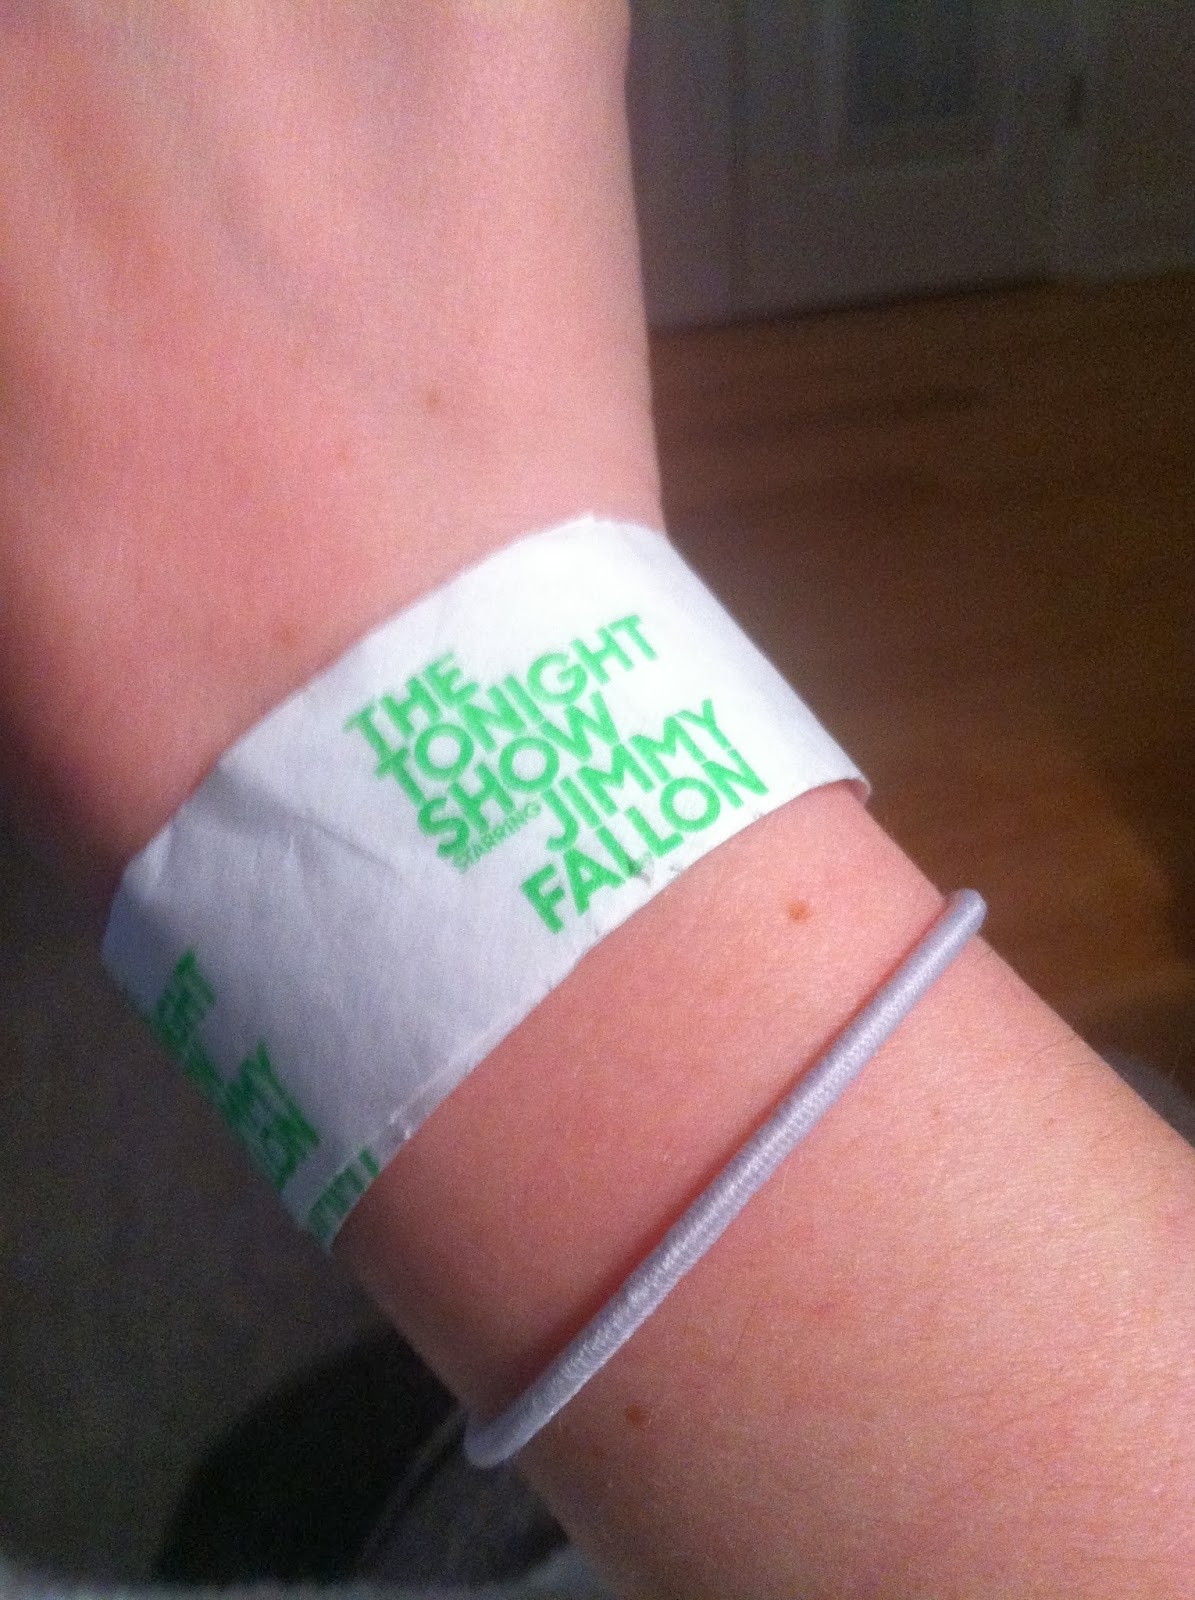 THE
TONIGHT
SHOW
STARRING JIMMY
FALLON